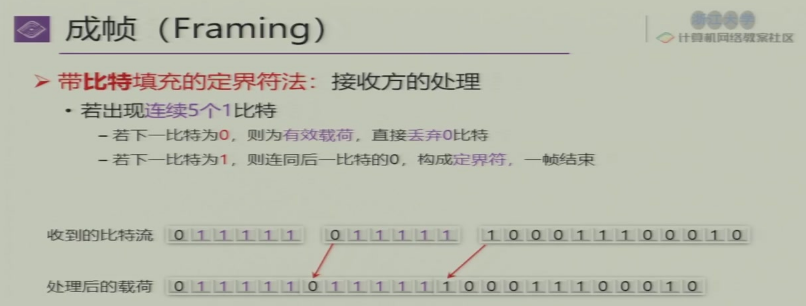 成帧（Framing）
计算机网络教案社区
➢ 带比特填充的定界符法：接收方的处理
• 若出现连续5个1比特
– 若下一比特为0，则为有效载荷，直接丢弃0比特
– 若下一比特为1，则连同后一比特的0，构成定界符，一帧结束
收到的比特流 0 1 1 1 1 1 0 1 1 1 1 1 1 0 0 0 1 1 1 0 0 0 1 0
处理后的载荷 0 1 1 1 1 1 0 1 1 1 1 1 1 0 0 0 1 1 1 0 0 0 1 0